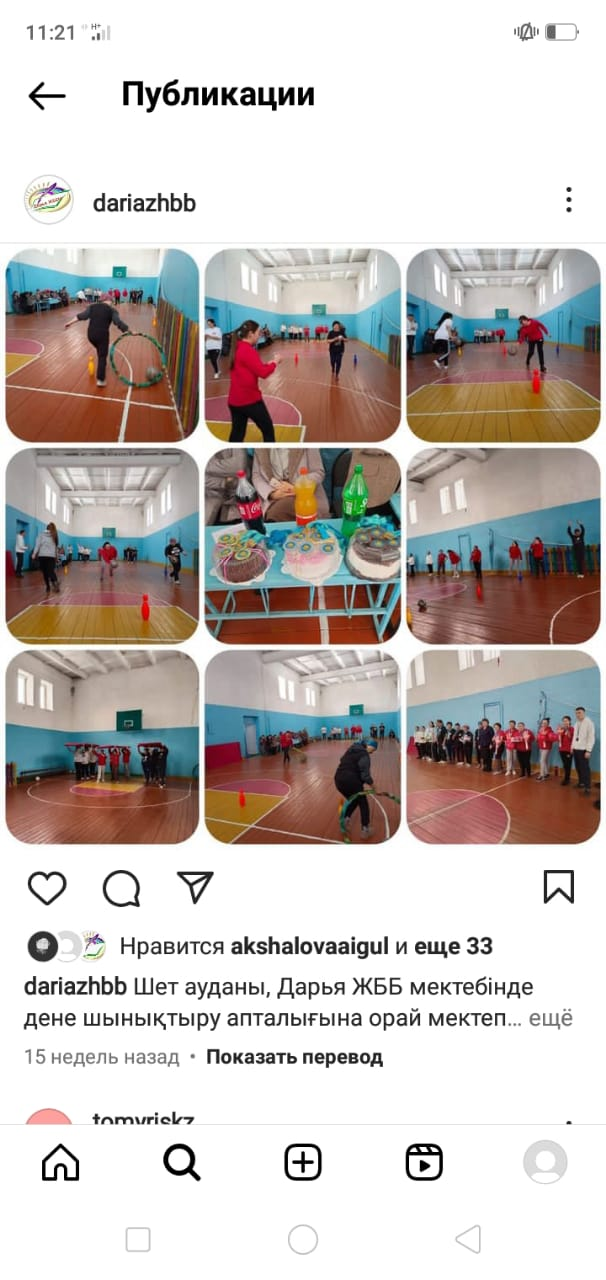 11:21 H+
Публикации
dariazhbb
Нравится akshalovaaigul и еще 33
dariazhbb Шет ауданы, Дарья ЖББ мектебінде
дене шынықтыру апталығына орай мектеп... ещё
15 недель назад • Показать перевод
tomyriskz